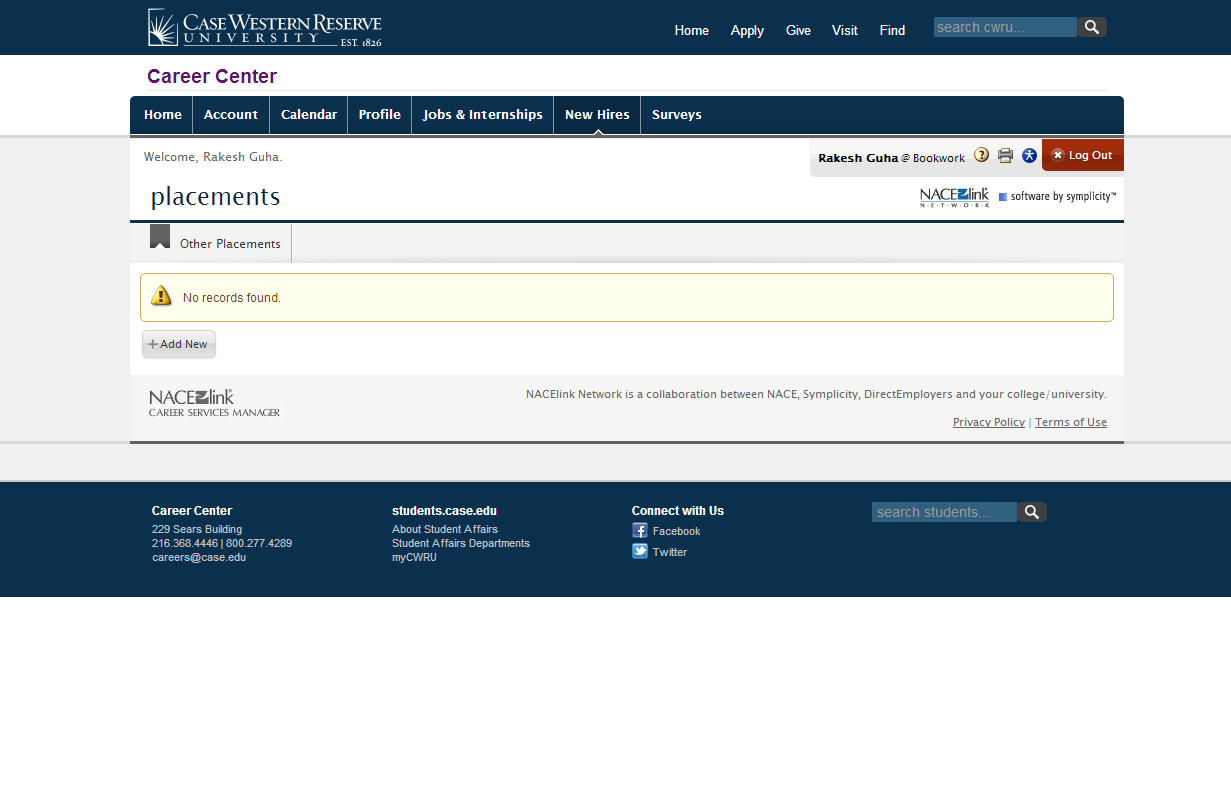 CASE WESTERN RESERVE
UNIVERSITY EST. 1826
Home Apply Give Visit Find
search cwru...
Career Center
Home Account Calendar Profile Jobs & Internships New Hires Surveys
Welcome, Rakesh Guha.
Rakesh Guha @ Bookwork
Log Out
placements
NACElink
NETWORK
software by symplicity™
Other Placements
No records found.
Add New
NACElink®
CAREER SERVICES MANAGER
NACElink Network is a collaboration between NACE, Symplicity, DirectEmployers and your college/university.
Privacy Policy | Terms of Use
Career Center
229 Sears Building
216.368.4446 | 800.277.4289
careers@case.edu
students.case.edu
About Student Affairs
Student Affairs Departments
myCWRU
Connect with Us
Facebook
Twitter
search students...